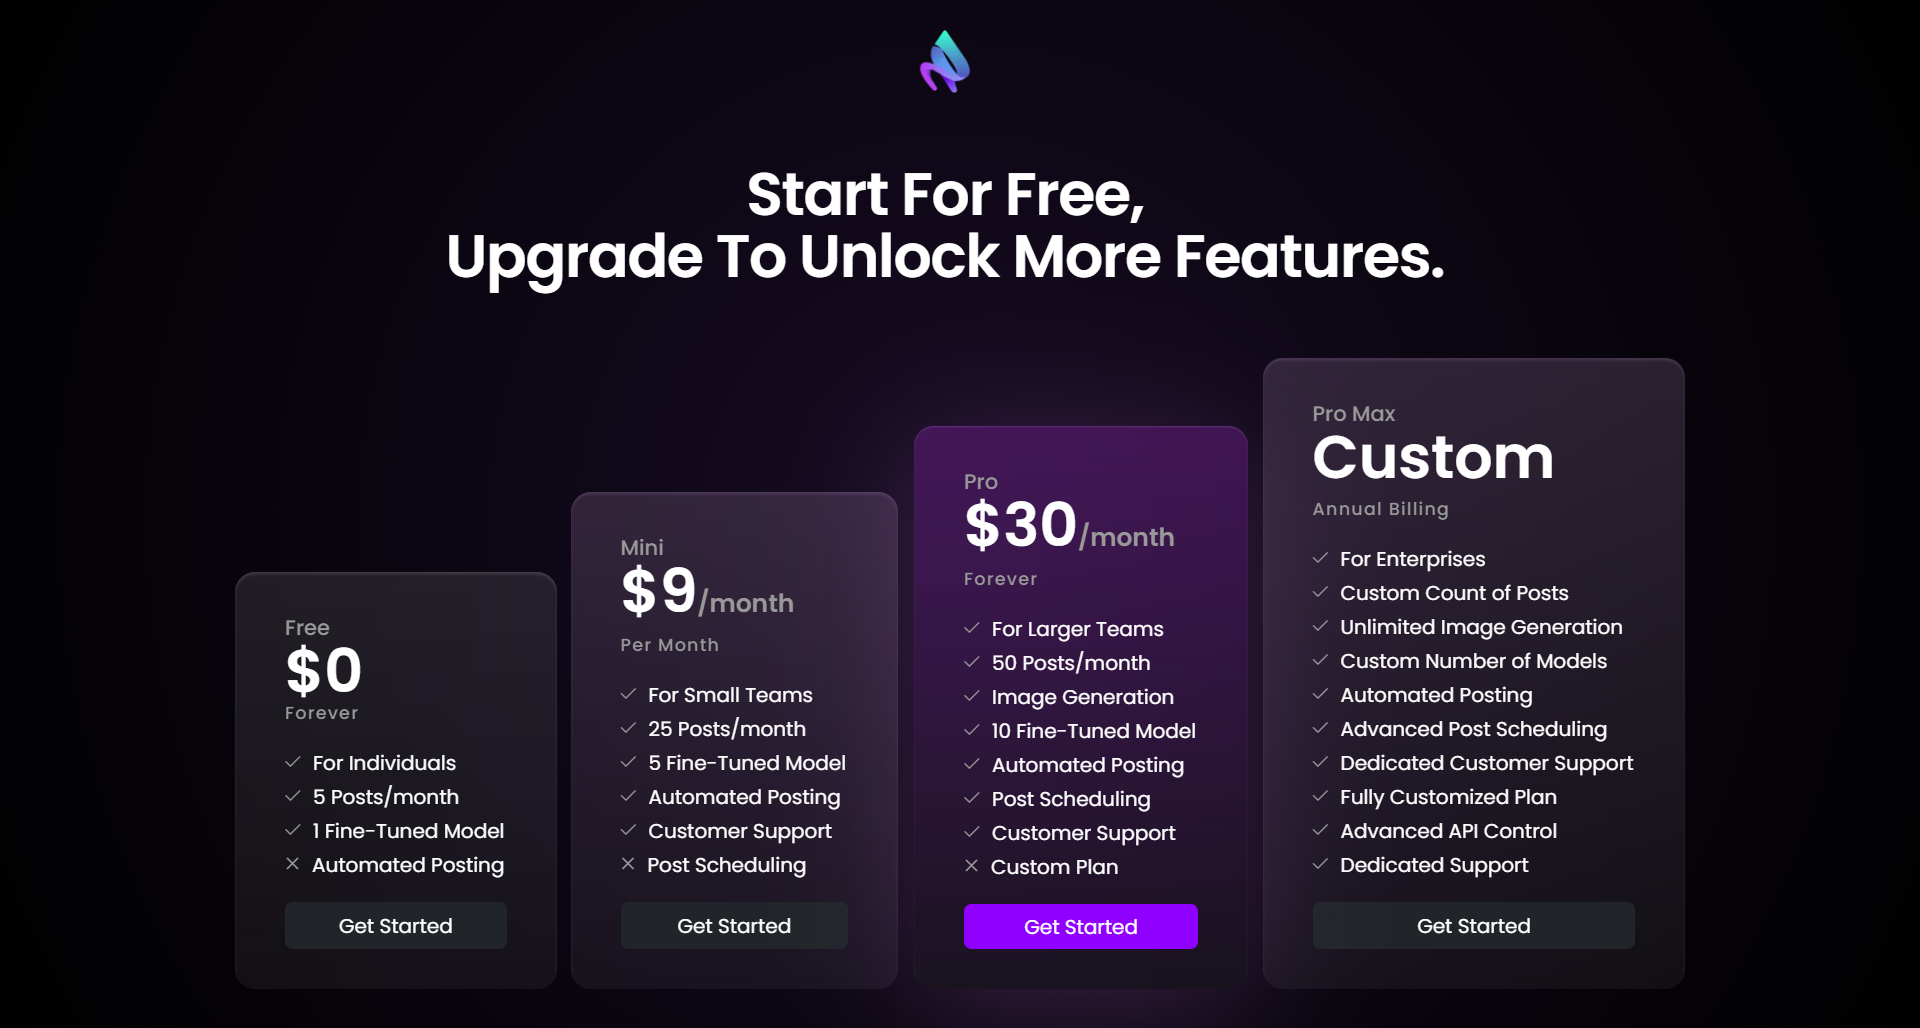 Start For Free,
Upgrade To Unlock More Features.
Free
$0
Forever
For Individuals
5 Posts/month
1 Fine-Tuned Model
Automated Posting
Get Started
Mini
$9/month
Per Month
For Small Teams
25 Posts/month
5 Fine-Tuned Model
Automated Posting
Customer Support
Post Scheduling
Get Started
Pro
$30/month
Forever
For Larger Teams
50 Posts/month
Image Generation
10 Fine-Tuned Model
Automated Posting
Post Scheduling
Customer Support
Custom Plan
Get Started
Pro Max
Custom
Annual Billing
For Enterprises
Custom Count of Posts
Unlimited Image Generation
Custom Number of Models
Automated Posting
Advanced Post Scheduling
Dedicated Customer Support
Fully Customized Plan
Advanced API Control
Dedicated Support
Get Started